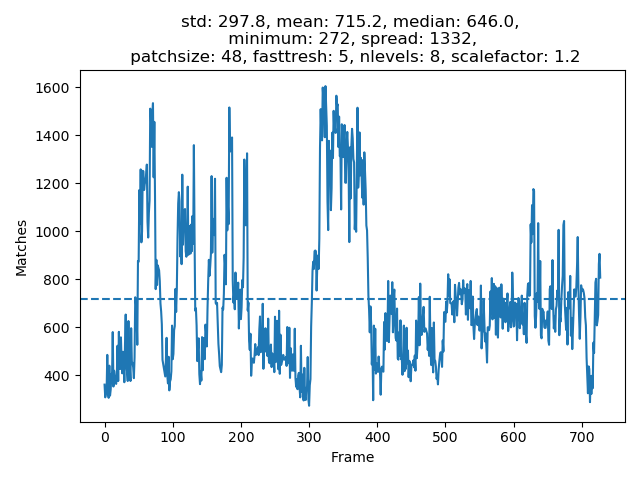 std: 297.8, mean: 715.2, median: 646.0,
minimum: 272, spread: 1332,
patchsize: 48, fasttresh: 5, nlevels: 8, scalefactor: 1.2
1600
1400
1200
1000
800
600
400
Matches
0 100 200 300 400 500 600 700
Frame